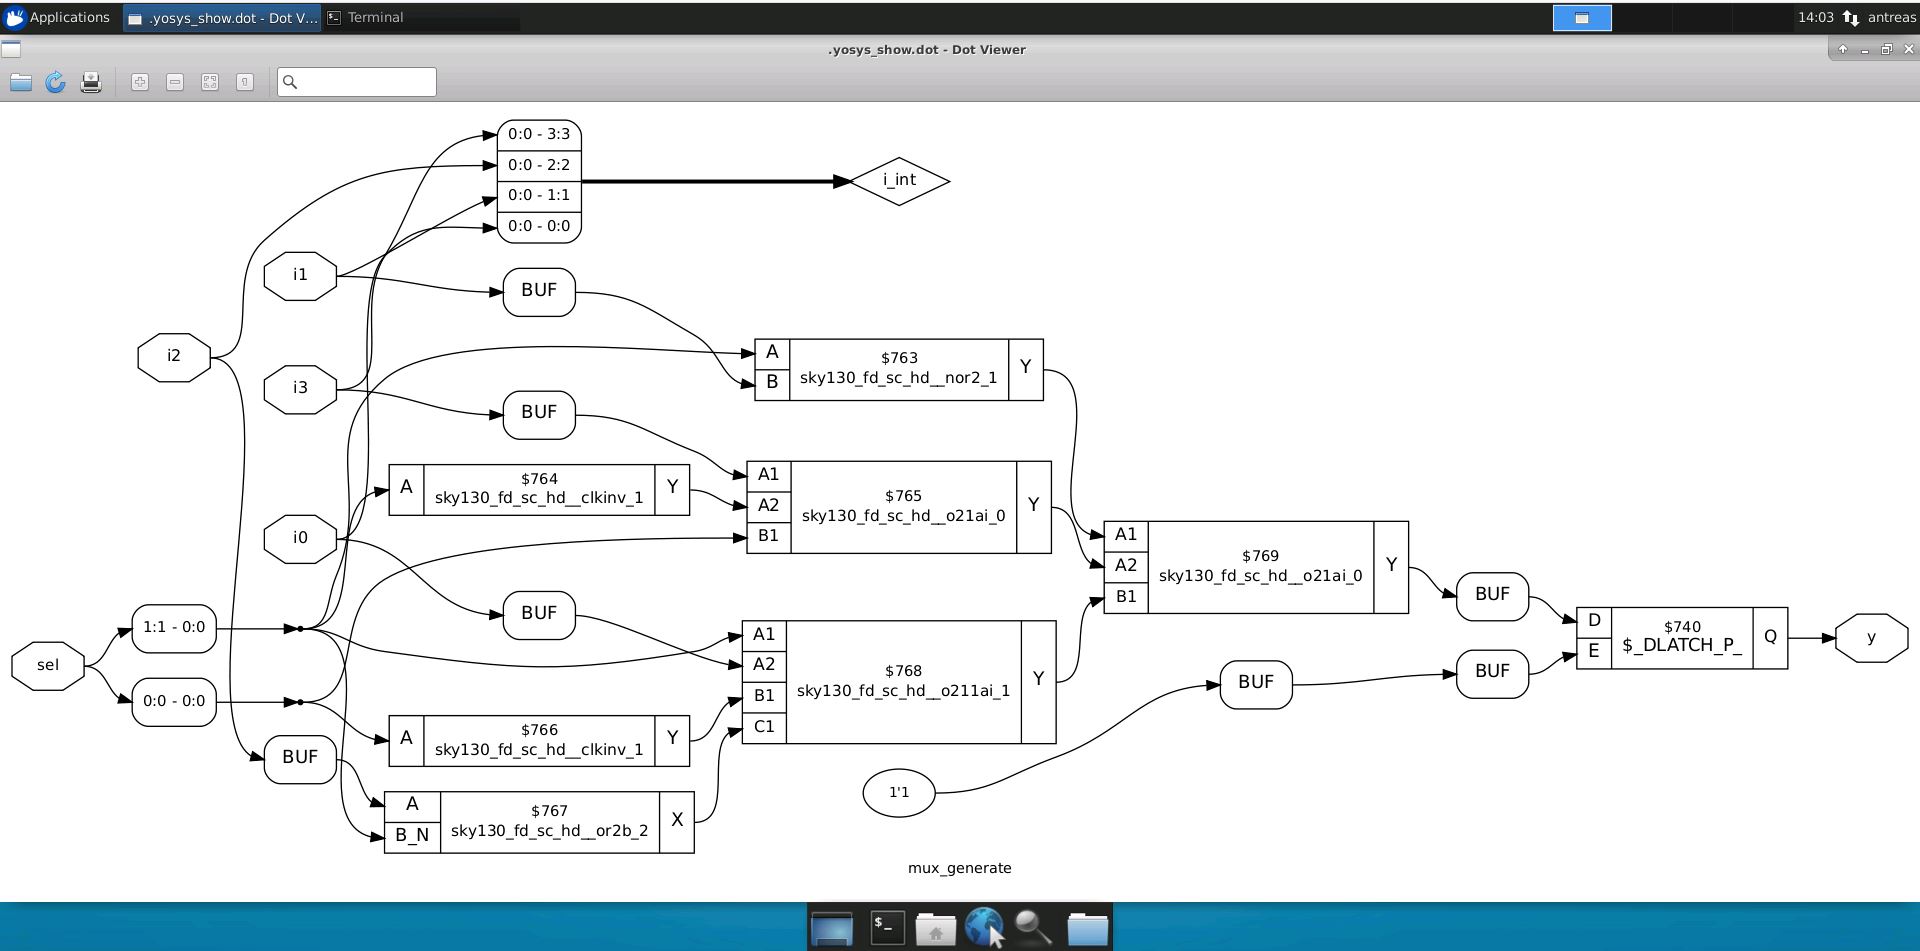 Applications
.yosys_show.dot - Dot V...
Terminal
14:03
antreas
.yosys_show.dot - Dot Viewer
0:0 - 3:3
0:0 - 2:2
0:0 - 1:1
0:0 - 0:0
i_int
i1
BUF
i2
A
B
$763
sky130_fd_sc_hd__nor2_1
Y
i3
BUF
A
$764
sky130_fd_sc_hd__clkinv_1
Y
A1
A2
B1
$765
sky130_fd_sc_hd__o21ai_0
Y
i0
A1
A2
B1
$769
sky130_fd_sc_hd__o21ai_0
Y
BUF
BUF
1:1 - 0:0
sel
0:0 - 0:0
A1
A2
B1
C1
$768
sky130_fd_sc_hd__o211ai_1
Y
D
E
$740
$_DLATCH_P_
Q
y
BUF
BUF
A
$766
sky130_fd_sc_hd__clkinv_1
Y
BUF
A
B_N
$767
sky130_fd_sc_hd__or2b_2
X
1'1
mux_generate
$_